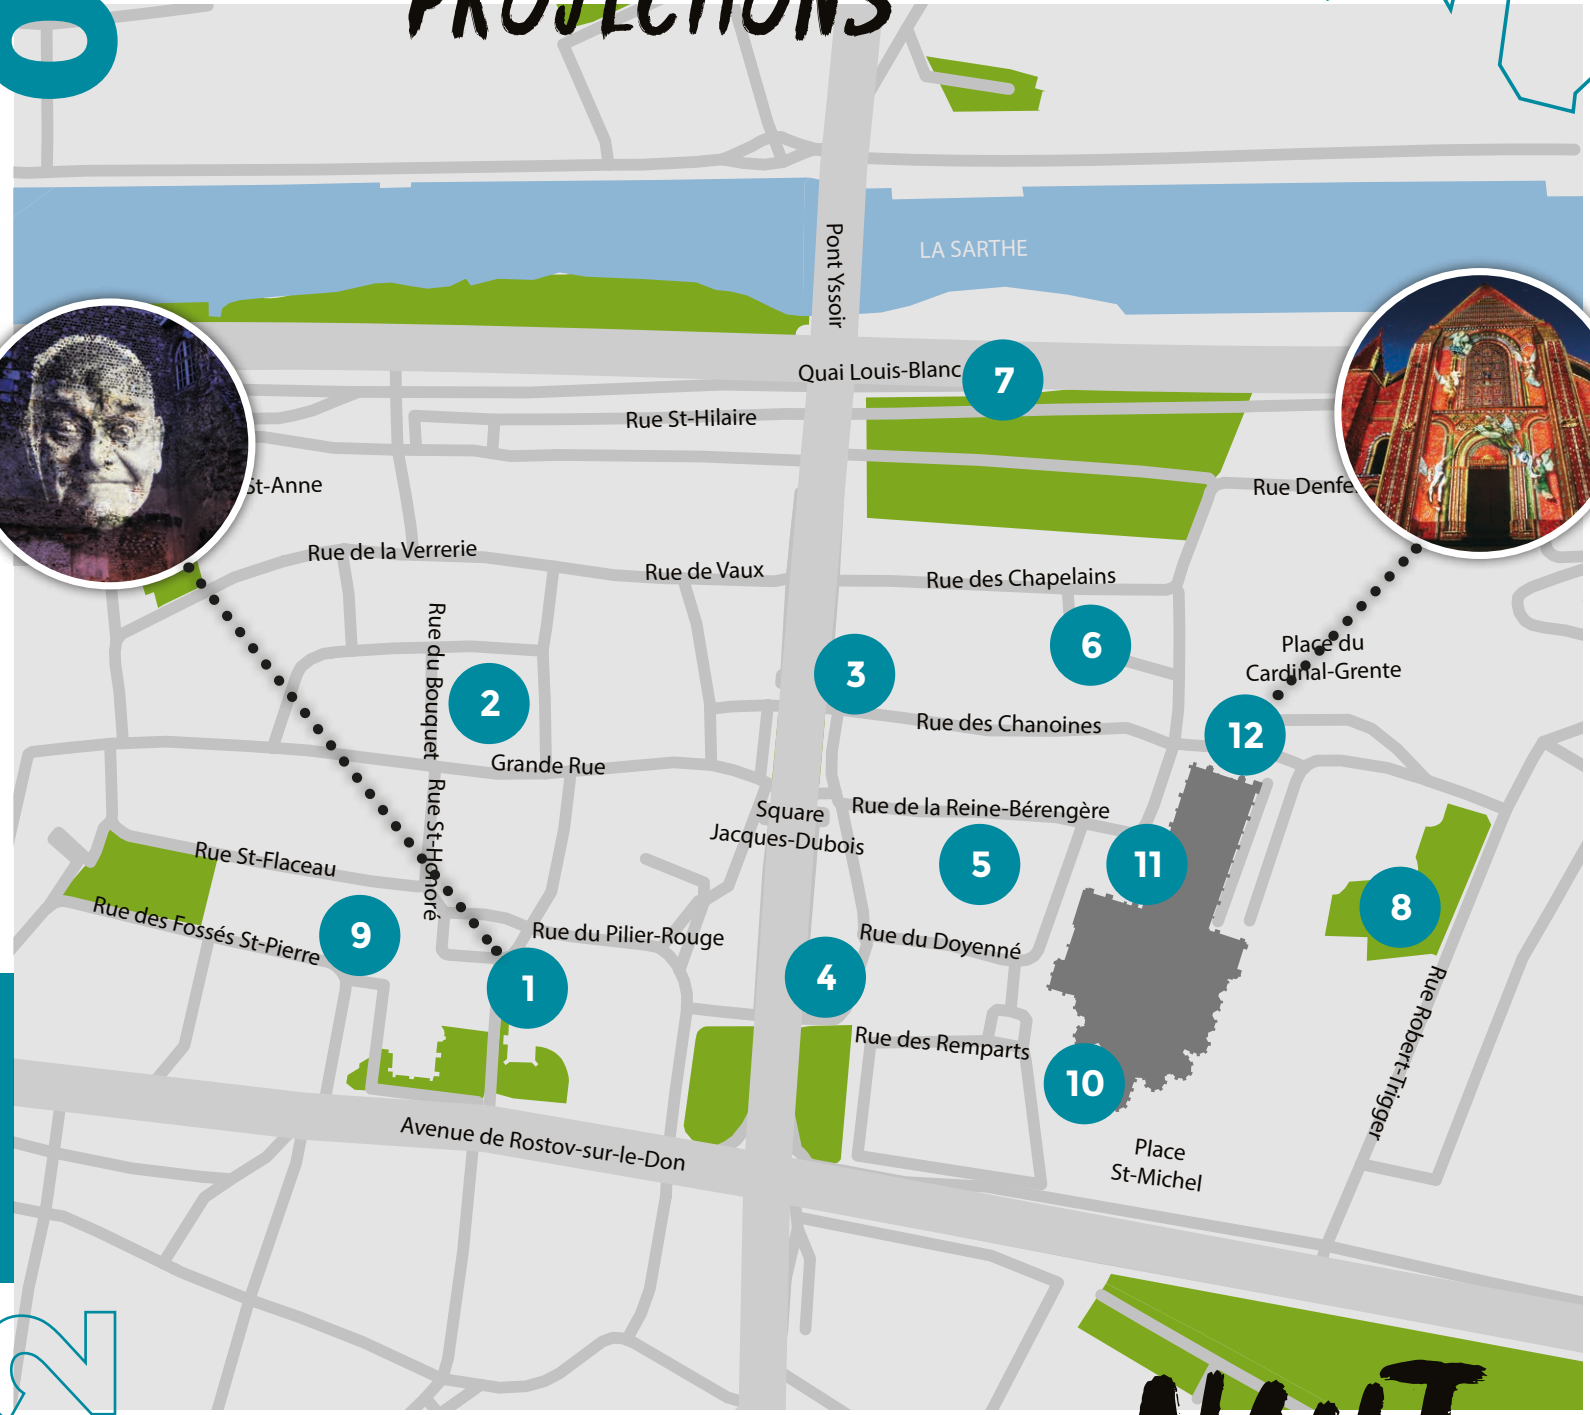 PROJECTIONS
0
Pont Yssoir
LA SARTHE
Quai Louis-Blanc
7
Rue St-Hilaire
St-Anne
Rue de la Verrerie
Rue de Vaux
Rue des Chapelains
Rue du Bouquet
2
3
6
Place du
Cardinal-Grente
Rue des Chanoines
12
Grande Rue
Rue St-Honoré
Square
Jacques-Dubois
Rue de la Reine-Bérengère
5
11
8
Rue St-Flaceau
Rue des Fossés St-Pierre
9
Rue du Pilier-Rouge
1
4
Rue du Doyenné
Rue des Remparts
10
Rue Robert-Trigger
Avenue de Rostov-sur-le-Don
Place
St-Michel
2